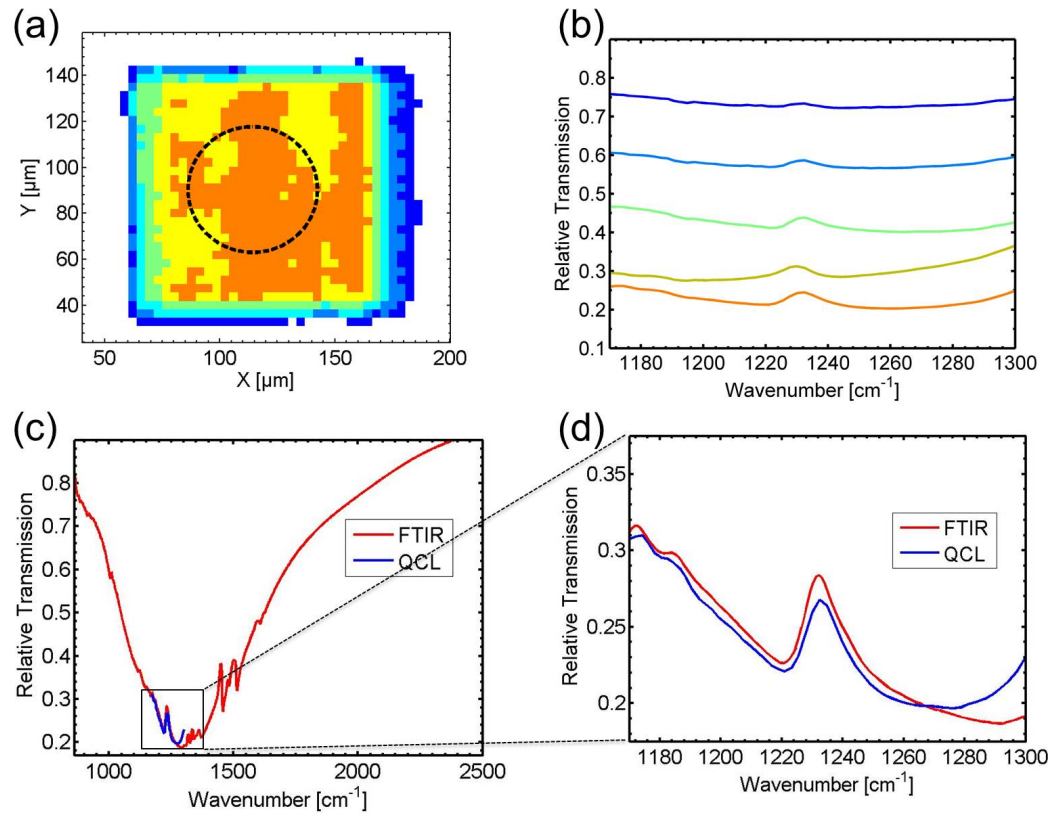 (a)
140
120
100
80
60
40
Y [µm]
50 100 150 200
X [µm]
(b)
0.8
0.7
0.6
0.5
0.4
0.3
0.2
0.1
Relative Transmission
1180 1200 1220 1240 1260 1280 1300
Wavenumber [cm-1]
(c)
0.8
0.7
0.6
0.5
0.4
0.3
0.2
Relative Transmission
FTIR
QCL
1000 1500 2000 2500
Wavenumber [cm-1]
(d)
0.35
0.3
0.25
0.2
Relative Transmission
FTIR
QCL
1180 1200 1220 1240 1260 1280 1300
Wavenumber [cm-1]